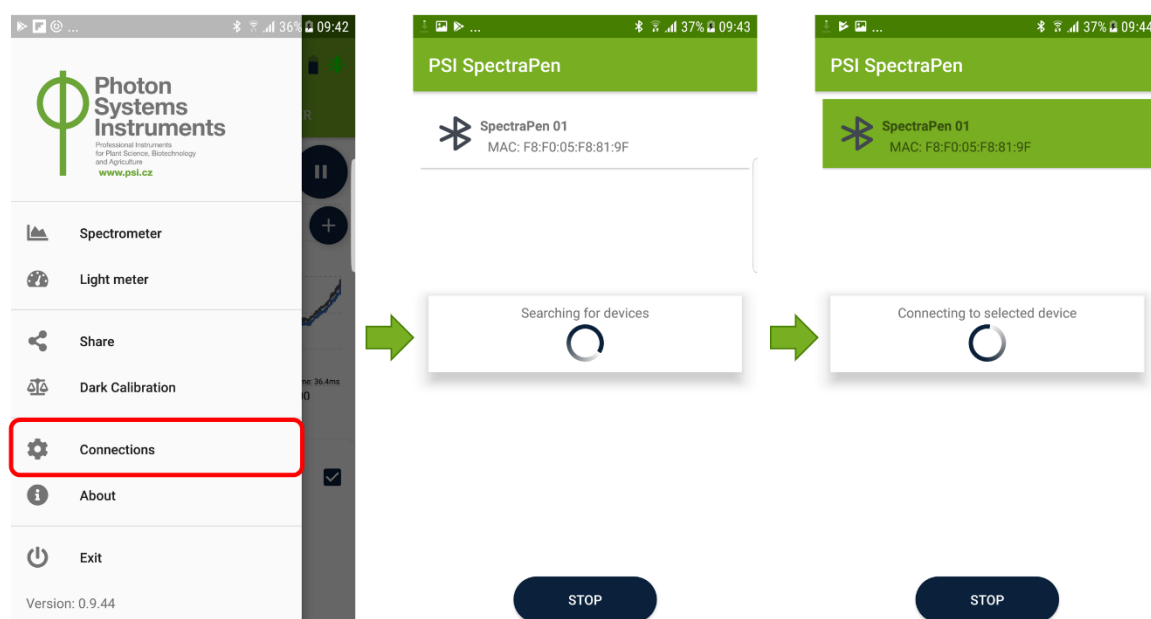 ... 36% 09:42
Photon
Systems
Instruments
Professional Instruments
for Plant Science, Biotechnology
and Agriculture
www.psi.cz
R
Spectrometer
Light meter
Share
Dark Calibration
me: 36.4ms
Connections
About
Exit
Version: 0.9.44
... 37% 09:43
PSI SpectraPen
SpectraPen 01
MAC: F8:F0:05:F8:81:9F
Searching for devices
STOP
... 37% 09:44
PSI SpectraPen
SpectraPen 01
MAC: F8:F0:05:F8:81:9F
Connecting to selected device
STOP